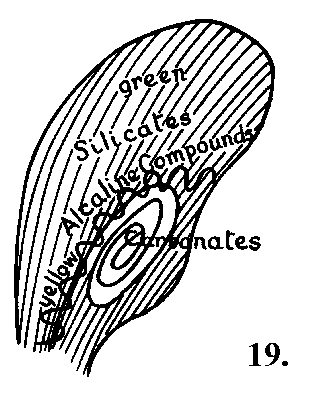 green
Silicates
Alcaline Compounds
Carbonates
yellow
19.